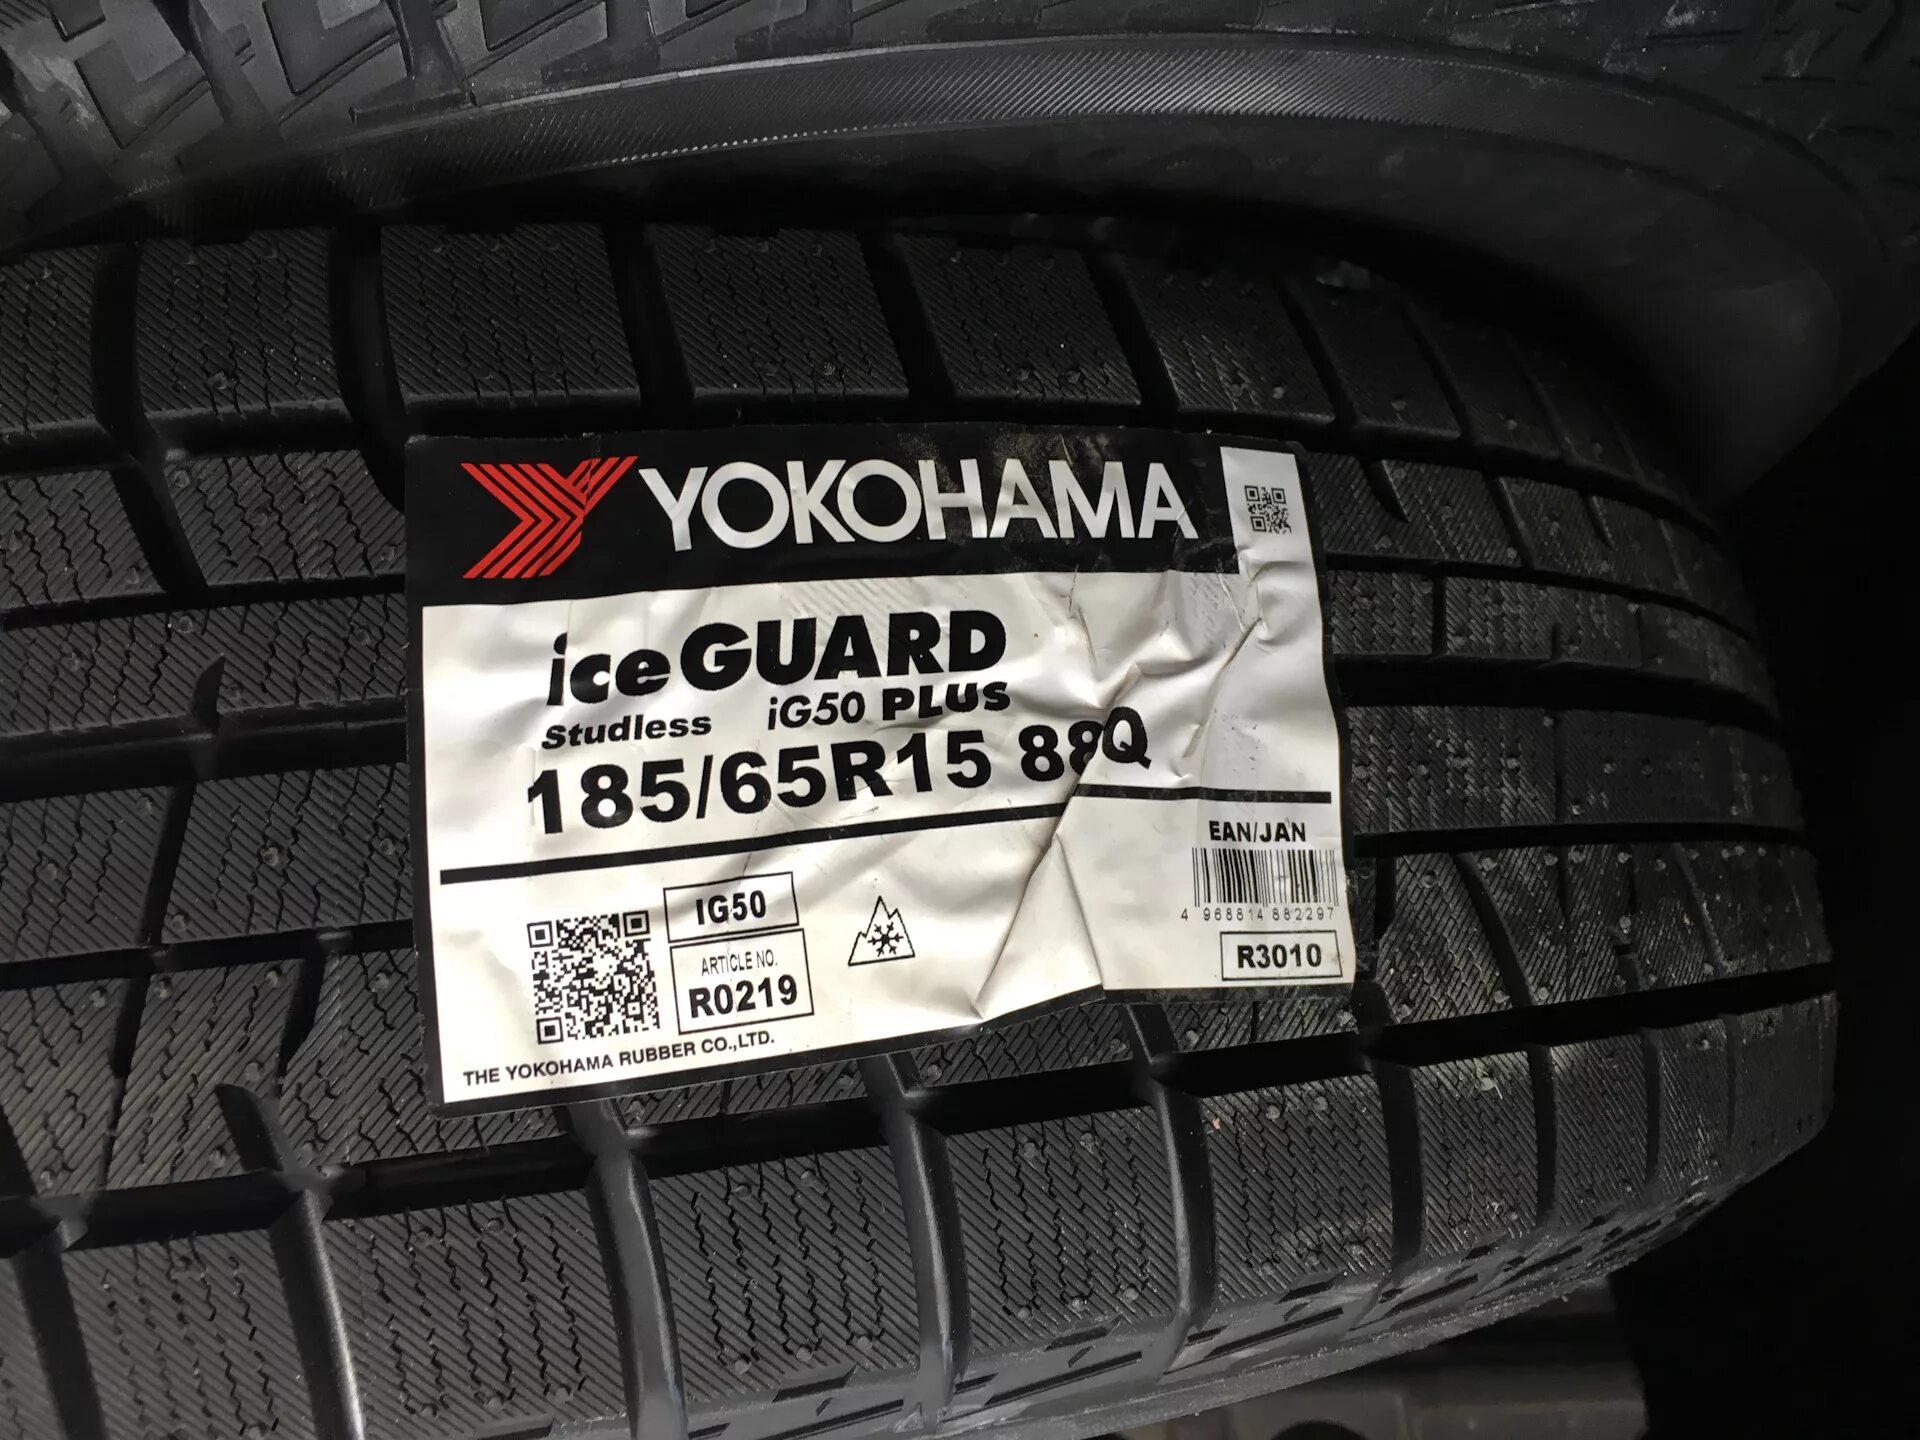 YOKOHAMA
iceGUARD
Studless iG50 PLUS
185/65R15 88Q
EAN/JAN
4 968814 882297
IG50
ARTICLE NO.
R0219
R3010
THE YOKOHAMA RUBBER CO.,LTD.